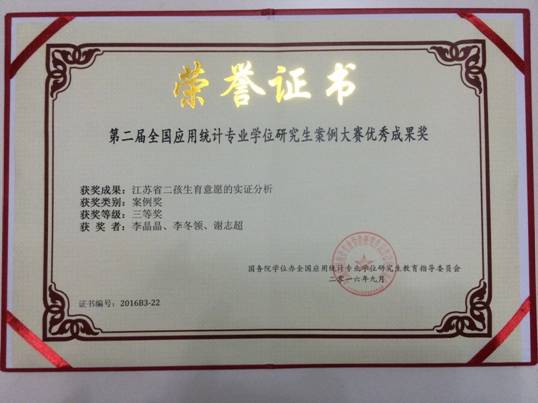 荣誉证书
第二届全国应用统计专业学位研究生案例大赛优秀成果奖
获奖成果：江苏省二孩生育意愿的实证分析
获奖类别：案例奖
获奖等级：三等奖
获 奖 者：李晶晶、李冬领、谢志超
国务院学位办全国应用统计专业学位研究生教育指导委员会
二〇一六年九月
证书编号：2016B3-22